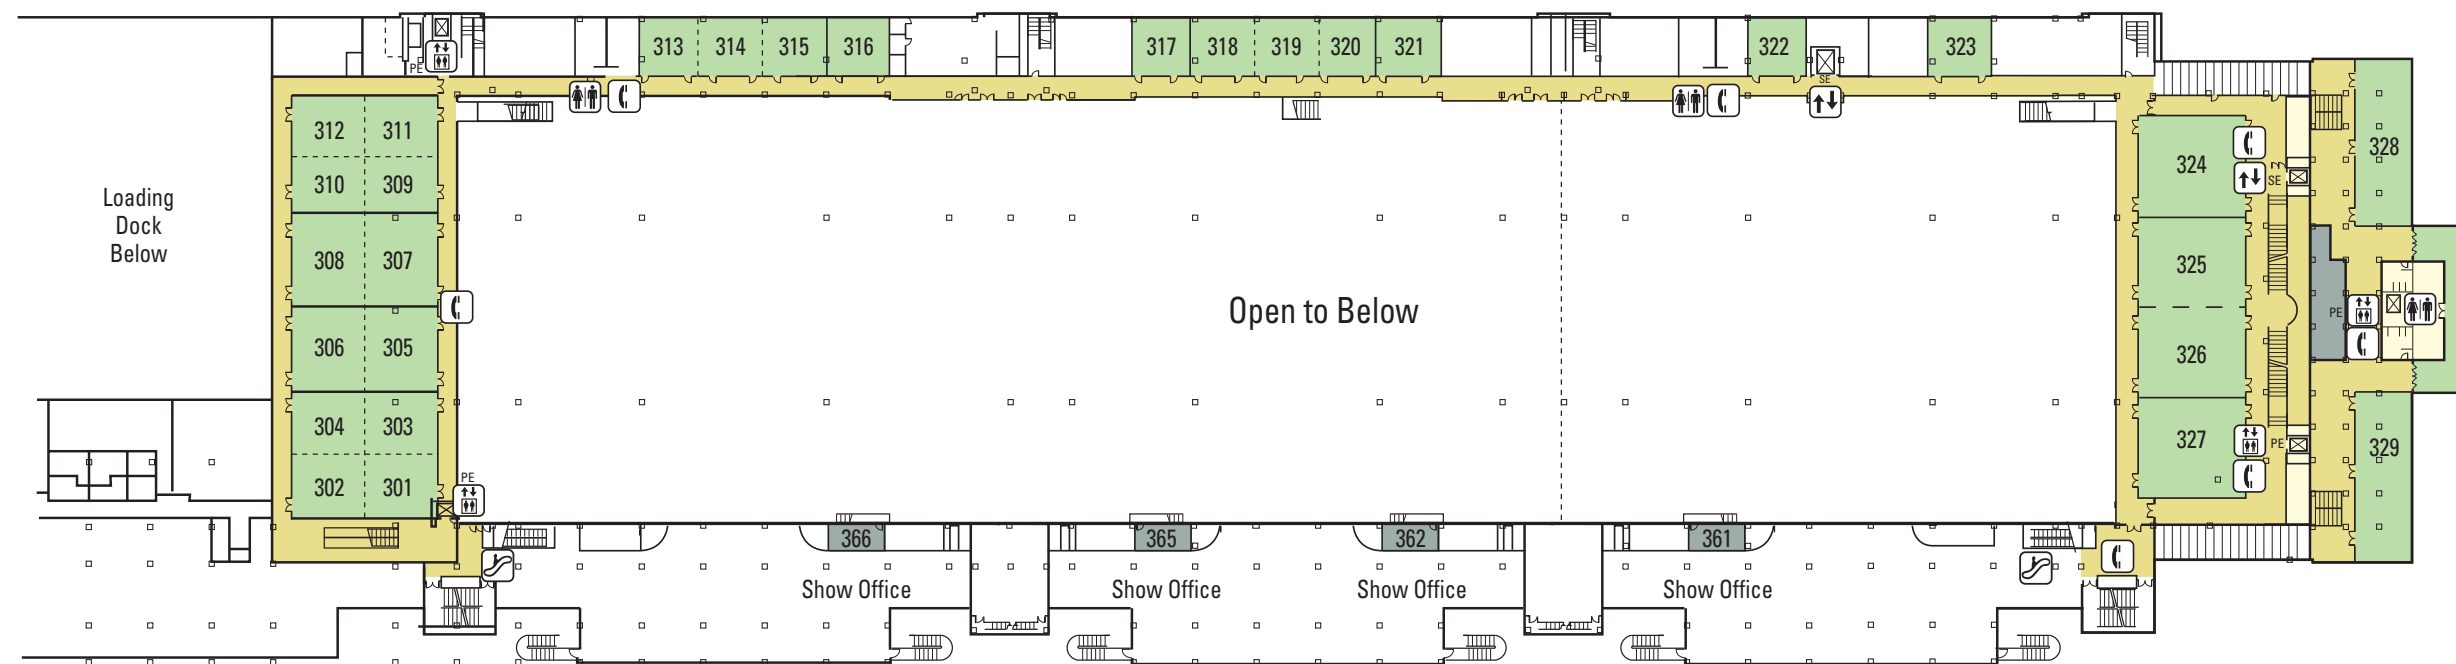 313 314 315 316 317 318 319 320 321 322 323
PE
SE
312 311
310 309
308 307
306 305
304 303
302 301
PE
Loading
Dock
Below
Open to Below
324
SE
325
326
327
PE
328
PE
329
366 365 362 361
Show Office Show Office Show Office Show Office